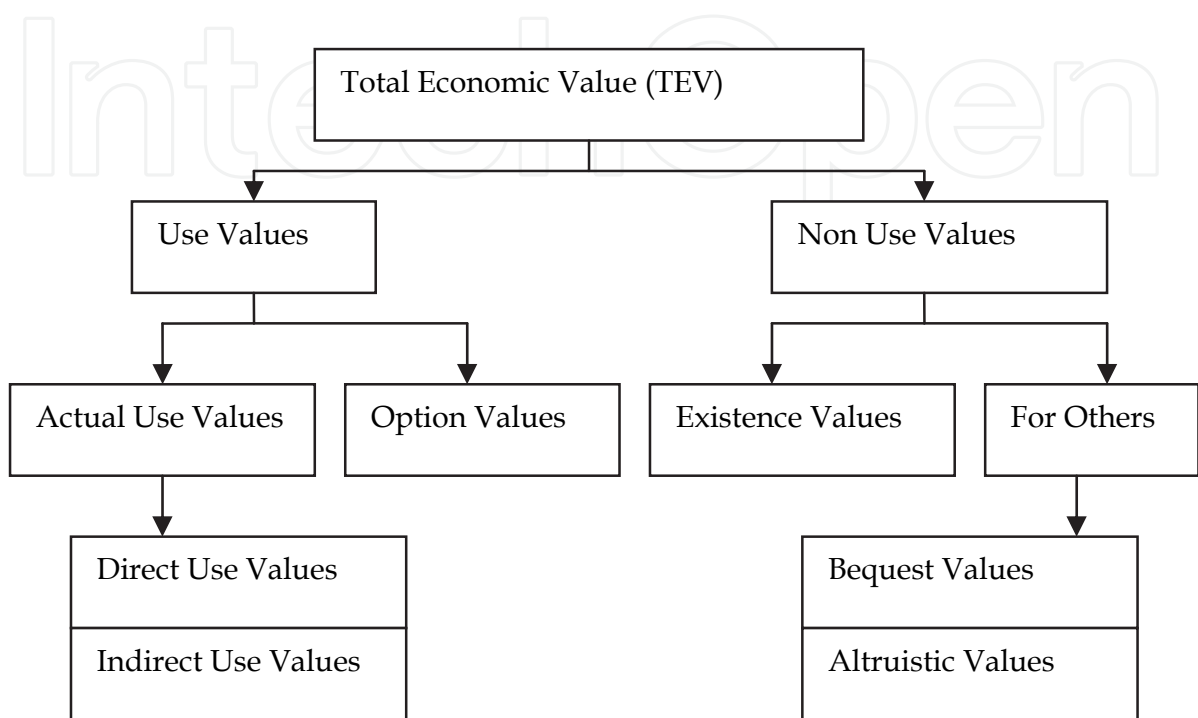 IntechOpen
Total Economic Value (TEV)
Use Values
Non Use Values
Actual Use Values
Option Values
Existence Values
For Others
Direct Use Values
Bequest Values
Indirect Use Values
Altruistic Values